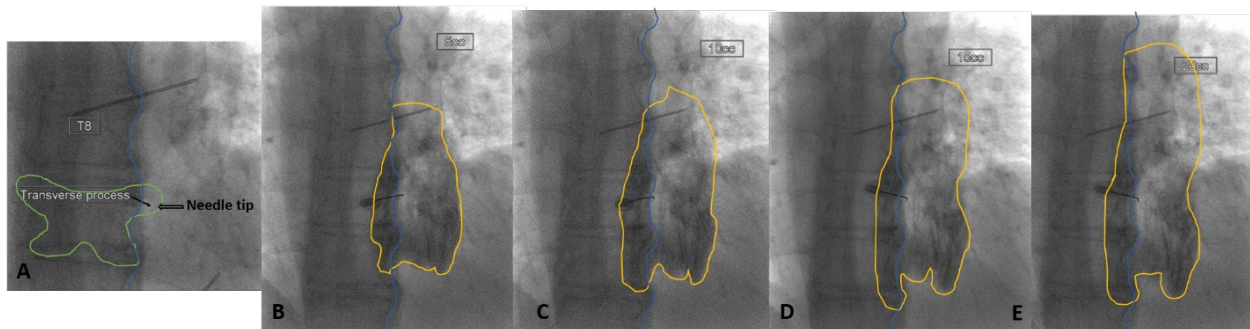 T8
Transverse process
Needle tip
A
5cc
B
10cc
C
15cc
D
20cc
E